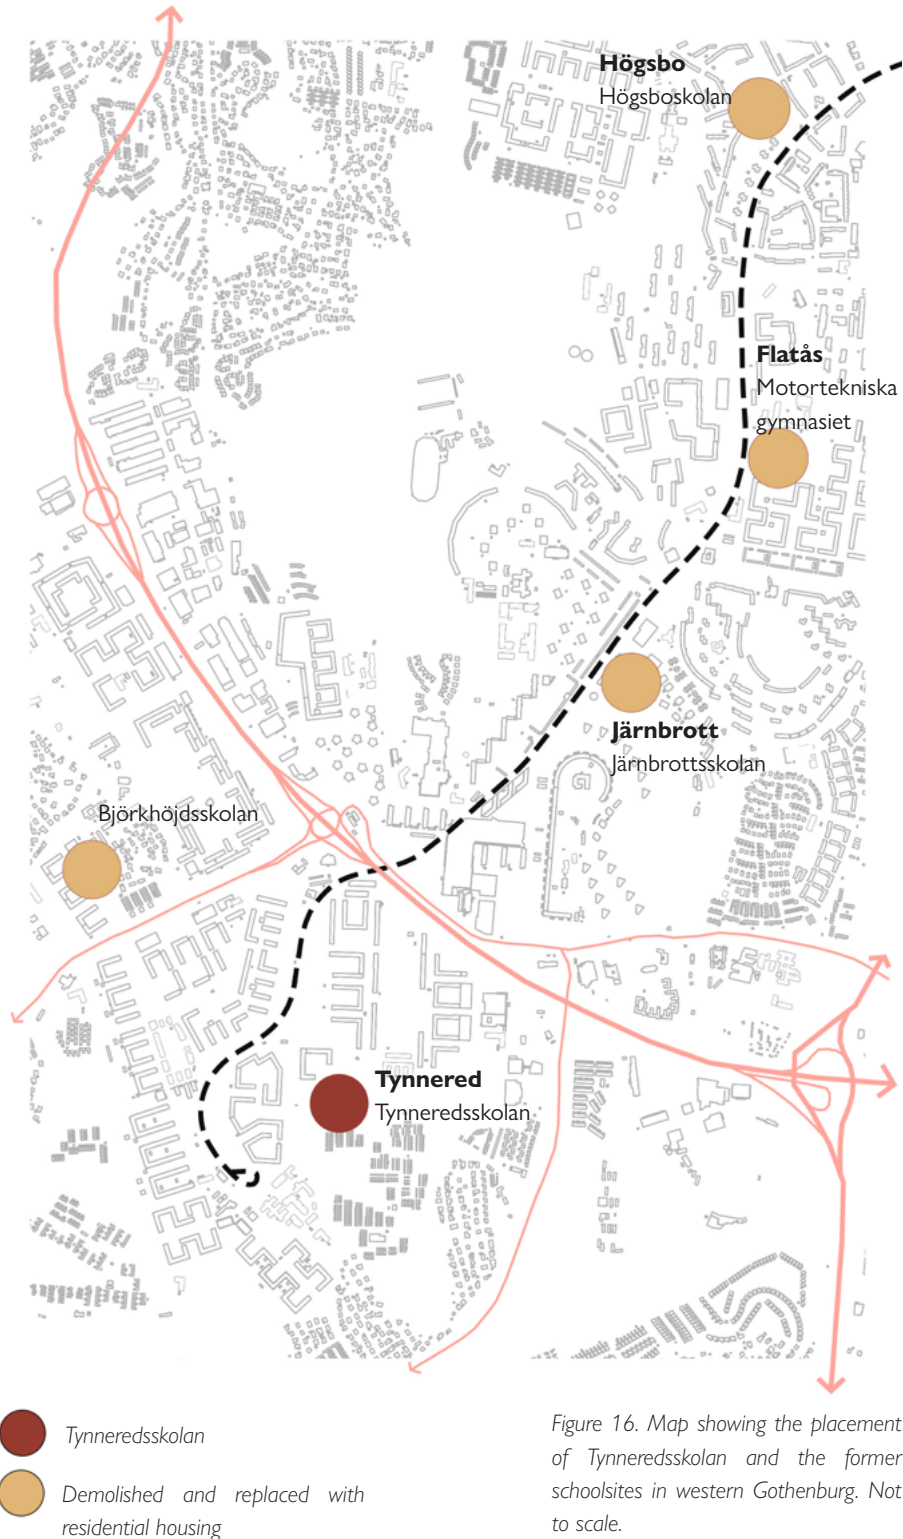 Högsbo
Högsboskolan
Flatås
Motortekniska
gymnasiet
Järnbrott
Järnbrottsskolan
Björkhöjdsskolan
Tynnered
Tynneredsskolan
Tynneredsskolan
Demolished and replaced with
residential housing
Figure 16. Map showing the placement
of Tynneredsskolan and the former
schoolsites in western Gothenburg. Not
to scale.